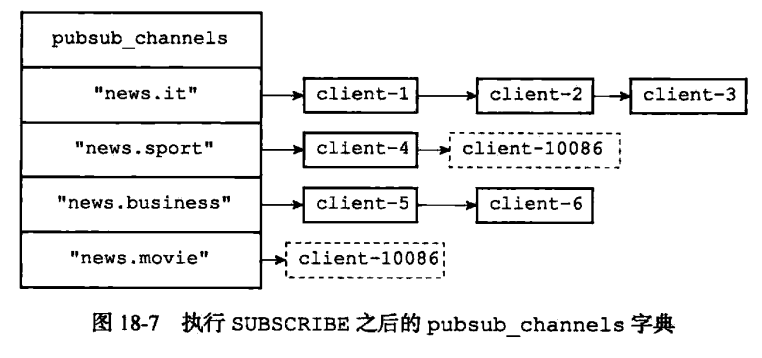 pubsub_channels
"news.it" client-1 client-2 client-3
"news.sport" client-4 client-10086
"news.business" client-5 client-6
"news.movie" client-10086
图 18-7 执行 SUBSCRIBE 之后的 pubsub_channels 字典